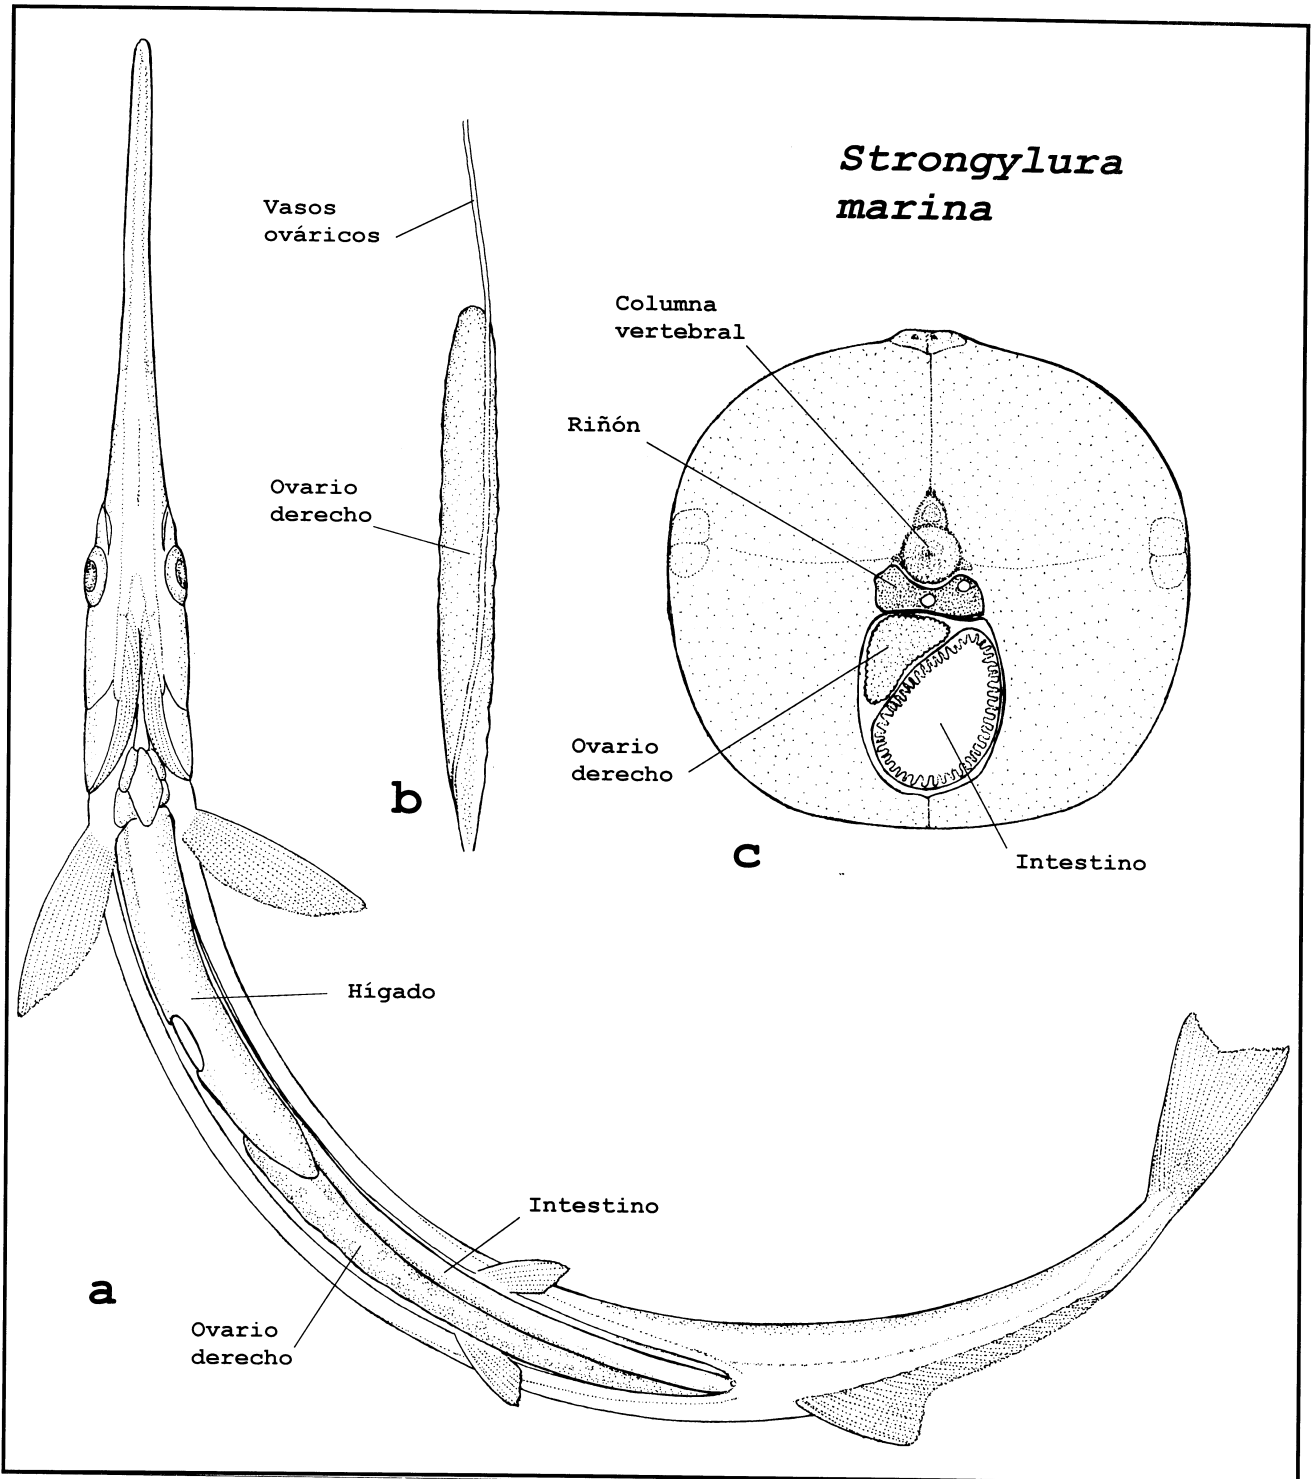 Strongylura
marina
Vasos
ováricos
Columna
vertebral
Riñón
Ovario
derecho
Ovario
derecho
b
c
Intestino
Hígado
Intestino
a
Ovario
derecho